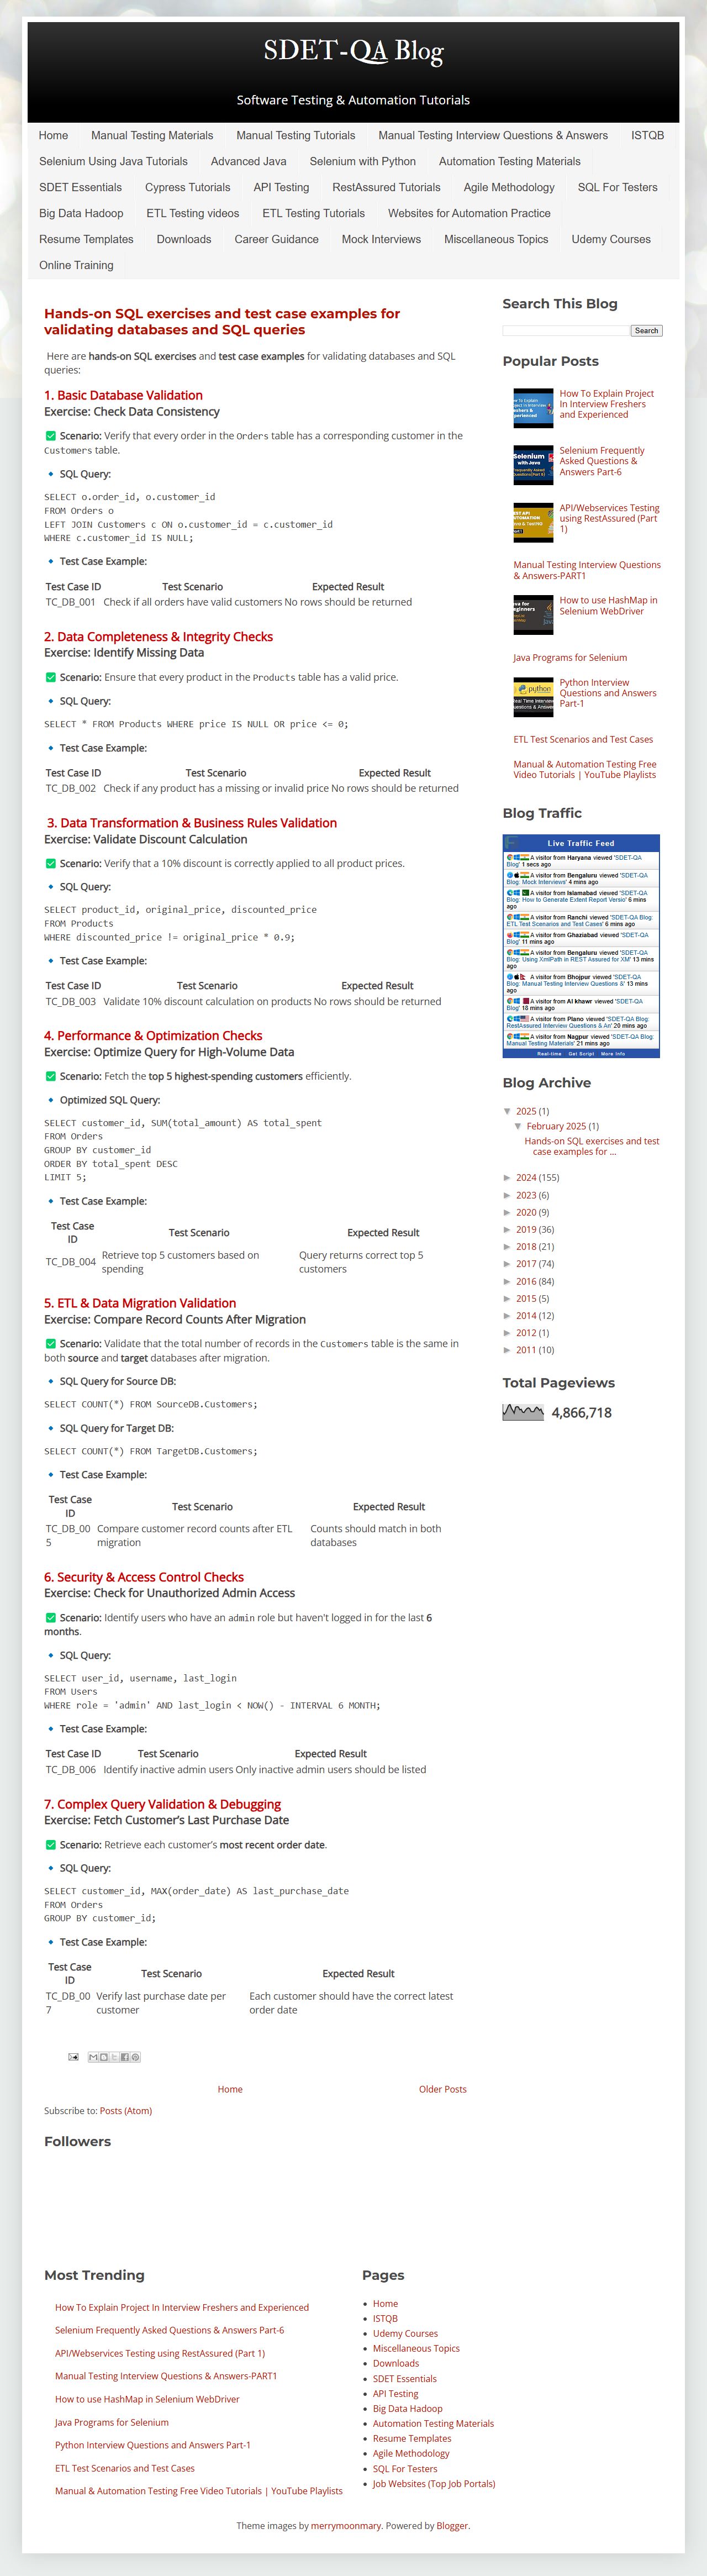 SDET-QA Blog
Software Testing & Automation Tutorials
Home Manual Testing Materials Manual Testing Tutorials Manual Testing Interview Questions & Answers ISTQB
Selenium Using Java Tutorials Advanced Java Selenium with Python Automation Testing Materials
SDET Essentials Cypress Tutorials API Testing RestAssured Tutorials Agile Methodology SQL For Testers
Big Data Hadoop ETL Testing videos ETL Testing Tutorials Websites for Automation Practice
Resume Templates Downloads Career Guidance Mock Interviews Miscellaneous Topics Udemy Courses
Online Training
Hands-on SQL exercises and test case examples for
validating databases and SQL queries
Here are hands-on SQL exercises and test case examples for validating databases and SQL
queries:
1. Basic Database Validation
Exercise: Check Data Consistency
✅ Scenario: Verify that every order in the Orders table has a corresponding customer in the
Customers table.
🔹 SQL Query:
SELECT o.order_id, o.customer_id
FROM Orders o
LEFT JOIN Customers c ON o.customer_id = c.customer_id
WHERE c.customer_id IS NULL;
🔹 Test Case Example:
Test Case ID Test Scenario Expected Result
TC_DB_001 Check if all orders have valid customers No rows should be returned
2. Data Completeness & Integrity Checks
Exercise: Identify Missing Data
✅ Scenario: Ensure that every product in the Products table has a valid price.
🔹 SQL Query:
SELECT * FROM Products WHERE price IS NULL OR price <= 0;
🔹 Test Case Example:
Test Case ID Test Scenario Expected Result
TC_DB_002 Check if any product has a missing or invalid price No rows should be returned
3. Data Transformation & Business Rules Validation
Exercise: Validate Discount Calculation
✅ Scenario: Verify that a 10% discount is correctly applied to all product prices.
🔹 SQL Query:
SELECT product_id, original_price, discounted_price
FROM Products
WHERE discounted_price != original_price * 0.9;
🔹 Test Case Example:
Test Case ID Test Scenario Expected Result
TC_DB_003 Validate 10% discount calculation on products No rows should be returned
4. Performance & Optimization Checks
Exercise: Optimize Query for High-Volume Data
✅ Scenario: Fetch the top 5 highest-spending customers efficiently.
🔹 Optimized SQL Query:
SELECT customer_id, SUM(total_amount) AS total_spent
FROM Orders
GROUP BY customer_id
ORDER BY total_spent DESC
LIMIT 5;
🔹 Test Case Example:
Test Case
ID
Test Scenario Expected Result
TC_DB_004
Retrieve top 5 customers based on
spending
Query returns correct top 5
customers
5. ETL & Data Migration Validation
Exercise: Compare Record Counts After Migration
✅ Scenario: Validate that the total number of records in the Customers table is the same in
both source and target databases after migration.
🔹 SQL Query for Source DB:
SELECT COUNT(*) FROM SourceDB.Customers;
🔹 SQL Query for Target DB:
SELECT COUNT(*) FROM TargetDB.Customers;
🔹 Test Case Example:
Test Case
ID
Test Scenario Expected Result
TC_DB_00
5
Compare customer record counts after ETL
migration
Counts should match in both
databases
6. Security & Access Control Checks
Exercise: Check for Unauthorized Admin Access
✅ Scenario: Identify users who have an admin role but haven't logged in for the last 6
months.
🔹 SQL Query:
SELECT user_id, username, last_login
FROM Users
WHERE role = 'admin' AND last_login < NOW() - INTERVAL 6 MONTH;
🔹 Test Case Example:
Test Case ID Test Scenario Expected Result
TC_DB_006 Identify inactive admin users Only inactive admin users should be listed
7. Complex Query Validation & Debugging
Exercise: Fetch Customer's Last Purchase Date
✅ Scenario: Retrieve each customer's most recent order date.
🔹 SQL Query:
SELECT customer_id, MAX(order_date) AS last_purchase_date
FROM Orders
GROUP BY customer_id;
🔹 Test Case Example:
Test Case
ID
Test Scenario Expected Result
TC_DB_00
7
Verify last purchase date per
customer
Each customer should have the correct latest
order date
Home Older Posts
Subscribe to: Posts (Atom)
Followers
Search This Blog
Search
Popular Posts
How To Explain Project
In Interview Freshers
and Experienced
Selenium Frequently
Asked Questions &
Answers Part-6
API/Webservices Testing
using RestAssured (Part
1)
Manual Testing Interview Questions
& Answers-PART1
How to use HashMap in
Selenium WebDriver
Java Programs for Selenium
Python Interview
Questions and Answers
Part-1
ETL Test Scenarios and Test Cases
Manual & Automation Testing Free
Video Tutorials | YouTube Playlists
Blog Traffic
Live Traffic Feed
A visitor from Haryana viewed 'SDET-QA
Blog' 1 secs ago
A visitor from Bengaluru viewed 'SDET-QA
Blog: Mock Interviews' 4 mins ago
A visitor from Islamabad viewed 'SDET-QA
Blog: How to Generate Extent Report Versio' 6 mins
ago
A visitor from Ranchi viewed 'SDET-QA Blog:
ETL Test Scenarios and Test Cases' 6 mins ago
A visitor from Ghaziabad viewed 'SDET-QA
Blog' 11 mins ago
A visitor from Bengaluru viewed 'SDET-QA
Blog: Using XmlPath in REST Assured for XM' 13 mins
ago
A visitor from Bhojpur viewed 'SDET-QA
Blog: Manual Testing Interview Questions &' 13 mins
ago
A visitor from Al khawr viewed 'SDET-QA
Blog' 18 mins ago
A visitor from Plano viewed 'SDET-QA Blog:
RestAssured Interview Questions & An' 20 mins ago
A visitor from Nagpur viewed 'SDET-QA Blog:
Manual Testing Materials' 21 mins ago
Real-time Get Script More Info
Blog Archive
▼ 2025 (1)
▼ February 2025 (1)
Hands-on SQL exercises and test
case examples for ...
► 2024 (155)
► 2023 (6)
► 2020 (9)
► 2019 (36)
► 2018 (21)
► 2017 (74)
► 2016 (84)
► 2015 (5)
► 2014 (12)
► 2012 (1)
► 2011 (10)
Total Pageviews
4,866,718
Most Trending
How To Explain Project In Interview Freshers and Experienced
Selenium Frequently Asked Questions & Answers Part-6
API/Webservices Testing using RestAssured (Part 1)
Manual Testing Interview Questions & Answers-PART1
How to use HashMap in Selenium WebDriver
Java Programs for Selenium
Python Interview Questions and Answers Part-1
ETL Test Scenarios and Test Cases
Manual & Automation Testing Free Video Tutorials | YouTube Playlists
Pages
Home
ISTQB
Udemy Courses
Miscellaneous Topics
Downloads
SDET Essentials
API Testing
Big Data Hadoop
Automation Testing Materials
Resume Templates
Agile Methodology
SQL For Testers
Job Websites (Top Job Portals)
Theme images by merrymoonmary. Powered by Blogger.